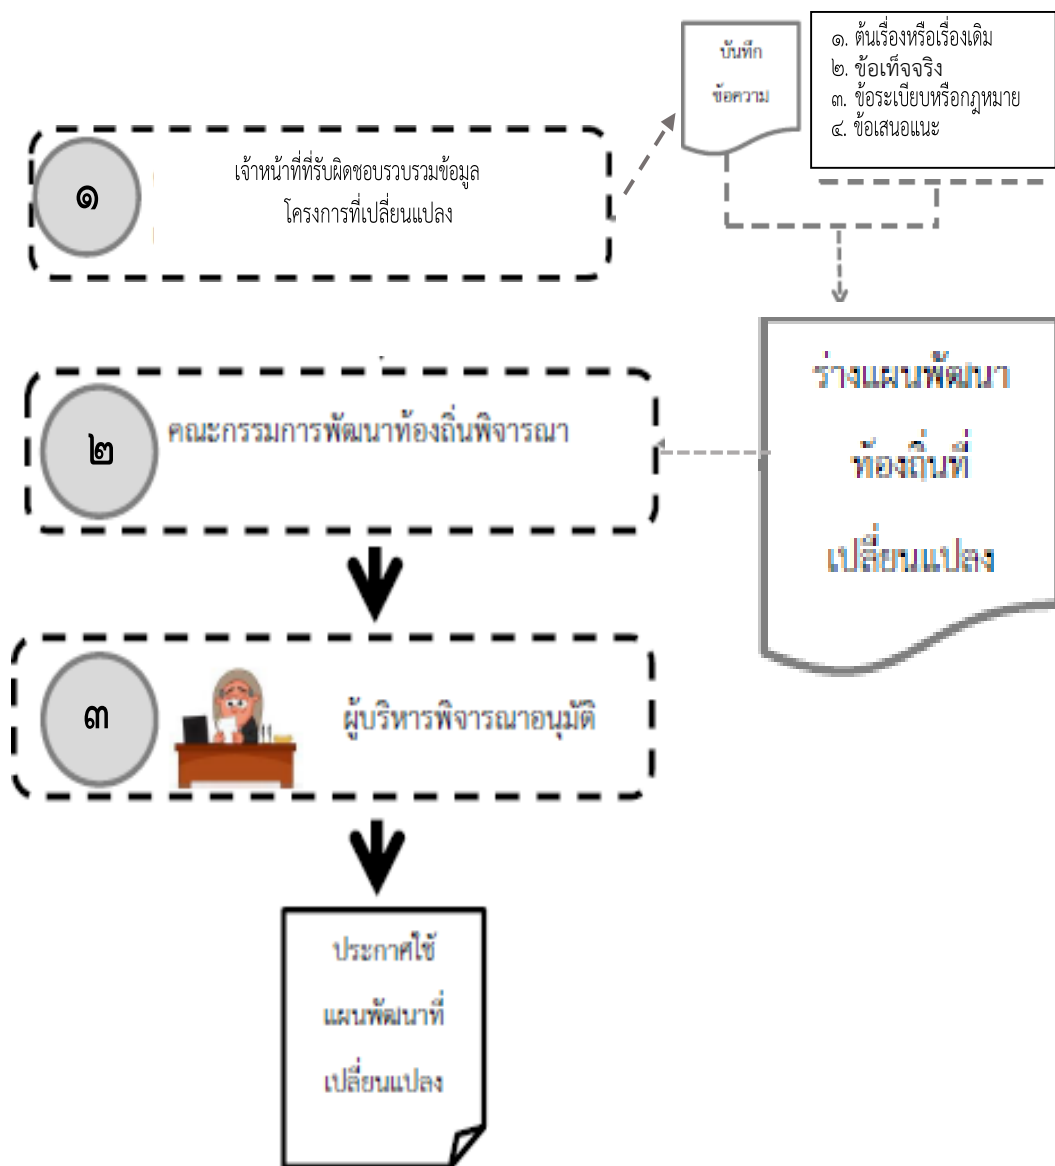 บันทึก
ข้อความ
๑. ต้นเรื่องหรือเรื่องเดิม
๒. ข้อเท็จจริง
๓. ข้อระเบียบหรือกฎหมาย
๔. ข้อเสนอแนะ
๑
เจ้าหน้าที่ที่รับผิดชอบรวบรวมข้อมูล
โครงการที่เปลี่ยนแปลง
ร่างแผนพัฒนา
ท้องถิ่นที่
เปลี่ยนแปลง
๒
คณะกรรมการพัฒนาท้องถิ่นพิจารณา
๓
ผู้บริหารพิจารณาอนุมัติ
ประกาศใช้
แผนพัฒนาที่
เปลี่ยนแปลง